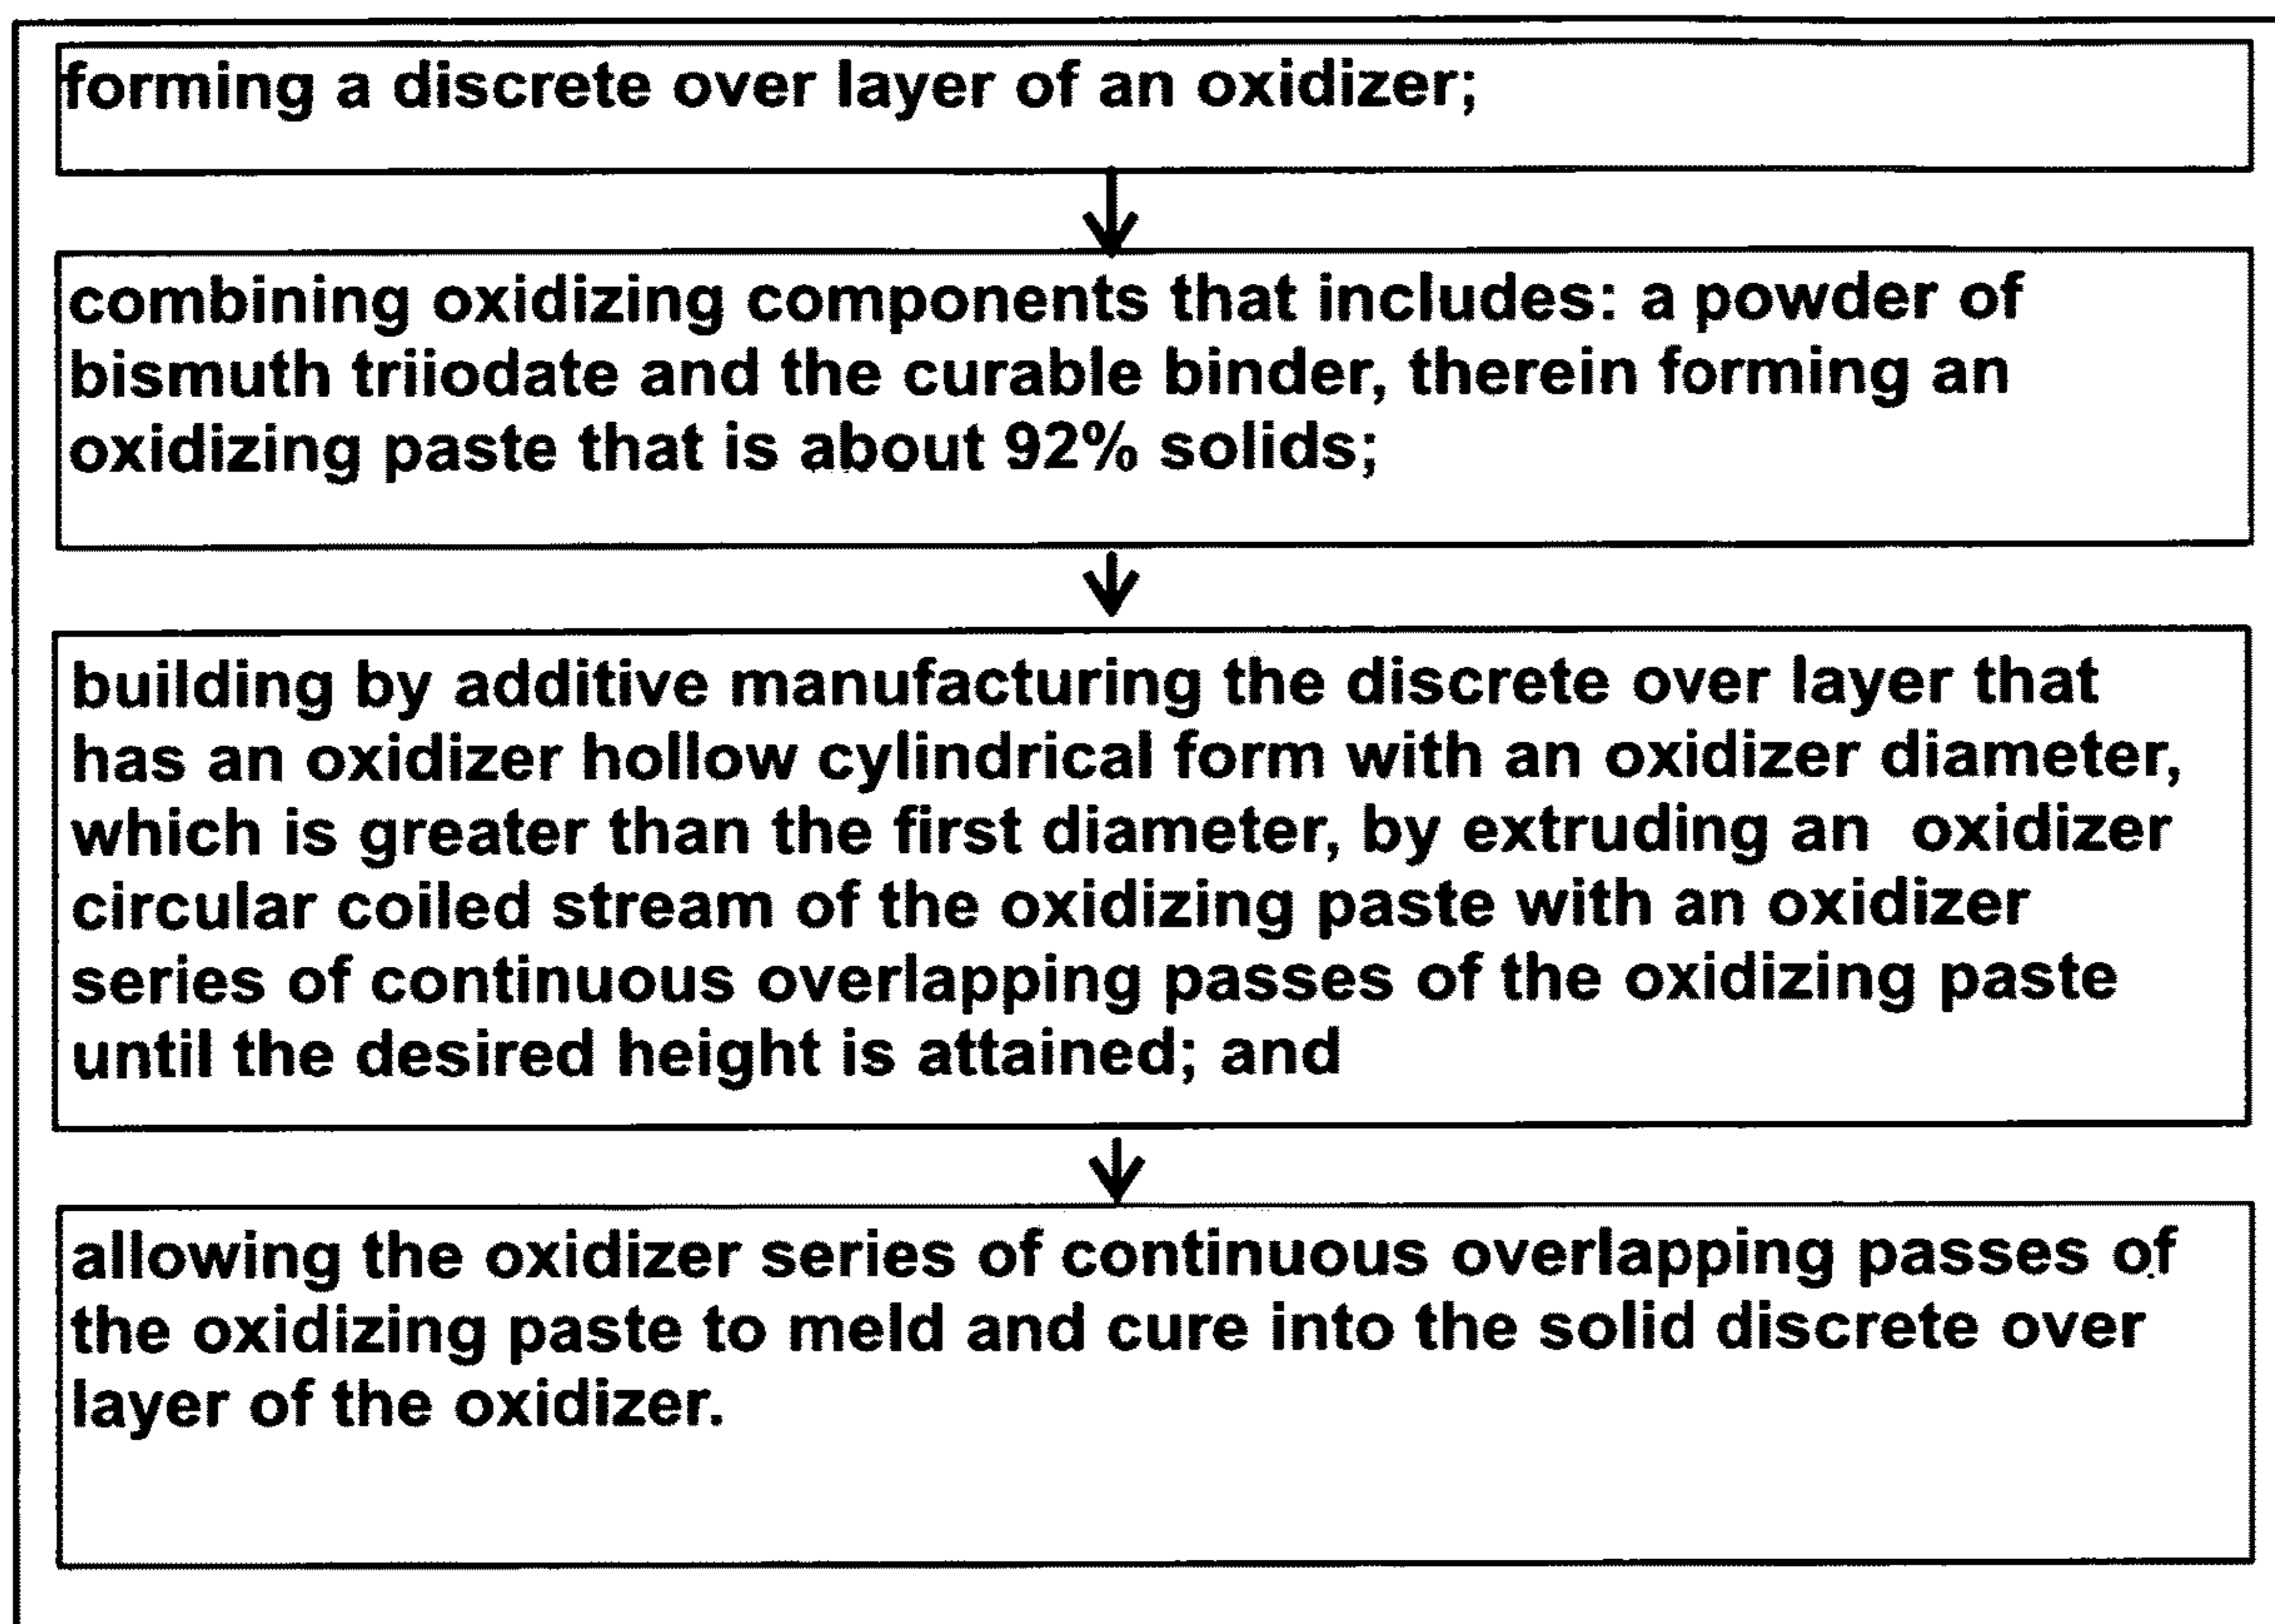 forming a discrete over layer of an oxidizer;
combining oxidizing components that includes: a powder of
bismuth triiodate and the curable binder, therein forming an
oxidizing paste that is about 92% solids;
building by additive manufacturing the discrete over layer that
has an oxidizer hollow cylindrical form with an oxidizer diameter,
which is greater than the first diameter, by extruding an oxidizer
circular coiled stream of the oxidizing paste with an oxidizer
series of continuous overlapping passes of the oxidizing paste
until the desired height is attained; and
allowing the oxidizer series of continuous overlapping passes of
the oxidizing paste to meld and cure into the solid discrete over
layer of the oxidizer.